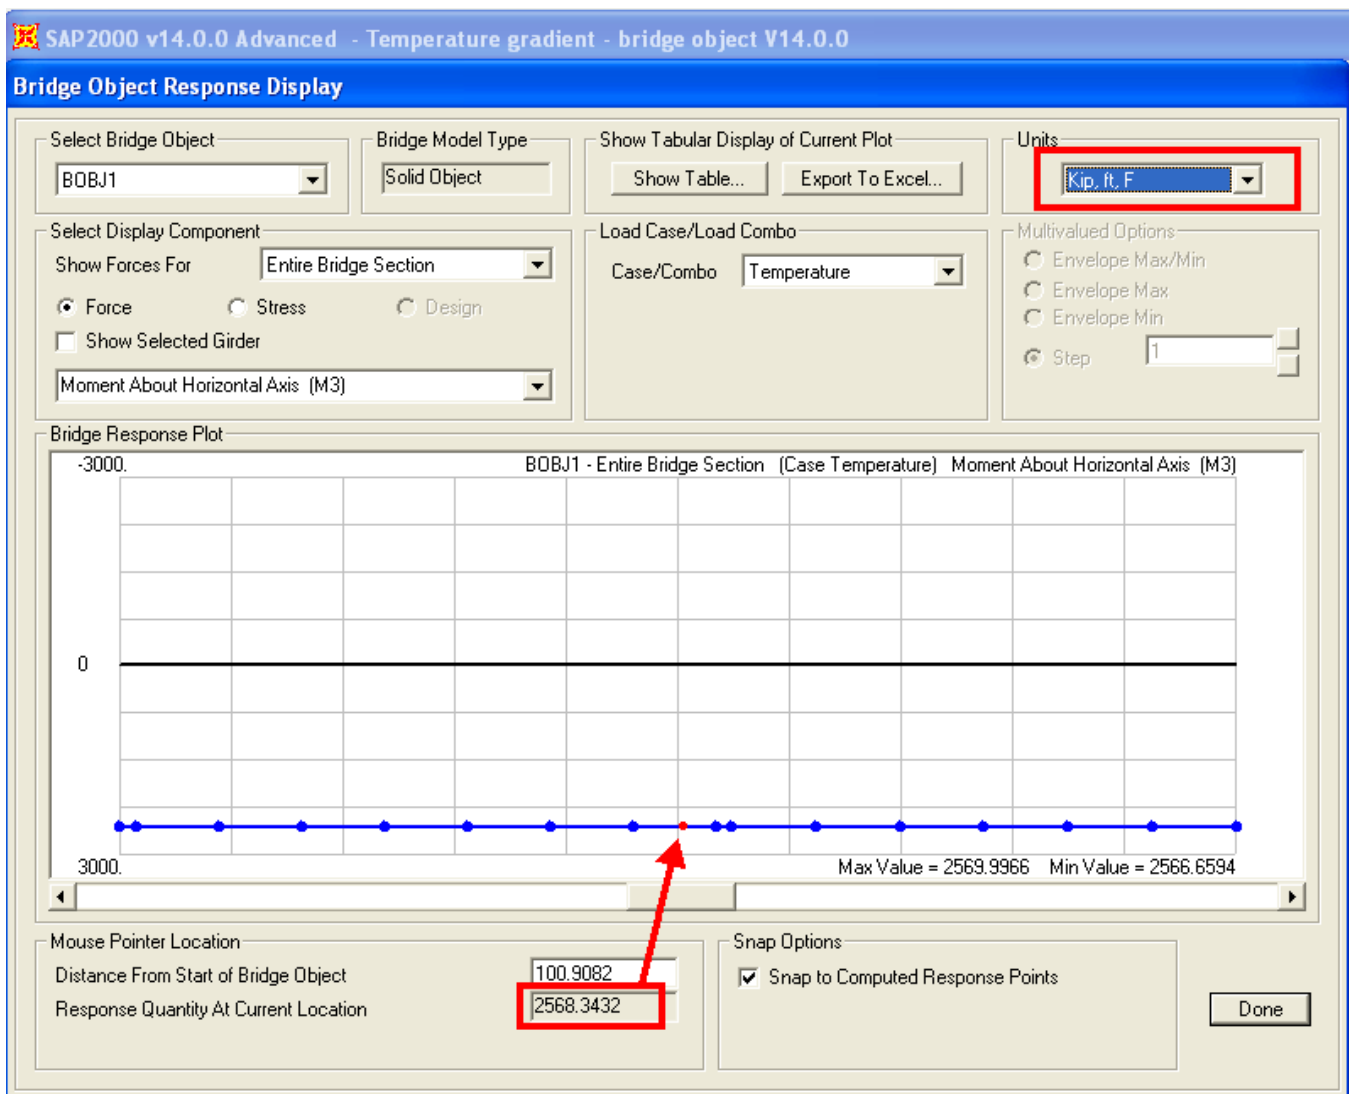 SAP2000 v14.0.0 Advanced - Temperature gradient - bridge object V14.0.0
Bridge Object Response Display
Select Bridge Object
BOBJ1
Bridge Model Type
Solid Object
Show Tabular Display of Current Plot
Show Table... Export To Excel...
Units
Kip, ft, F
Select Display Component
Show Forces For Entire Bridge Section
Force Stress Design
Show Selected Girder
Moment About Horizontal Axis (M3)
Load Case/Load Combo
Case/Combo Temperature
Multivalued Options
Envelope Max/Min
Envelope Max
Envelope Min
Step 1
Bridge Response Plot
-3000. BOBJ1 - Entire Bridge Section (Case Temperature) Moment About Horizontal Axis (M3)
0
3000. Max Value = 2569.9966 Min Value = 2566.6594
Mouse Pointer Location
Distance From Start of Bridge Object 100.9082
Response Quantity At Current Location 2568.3432
Snap Options
Snap to Computed Response Points
Done